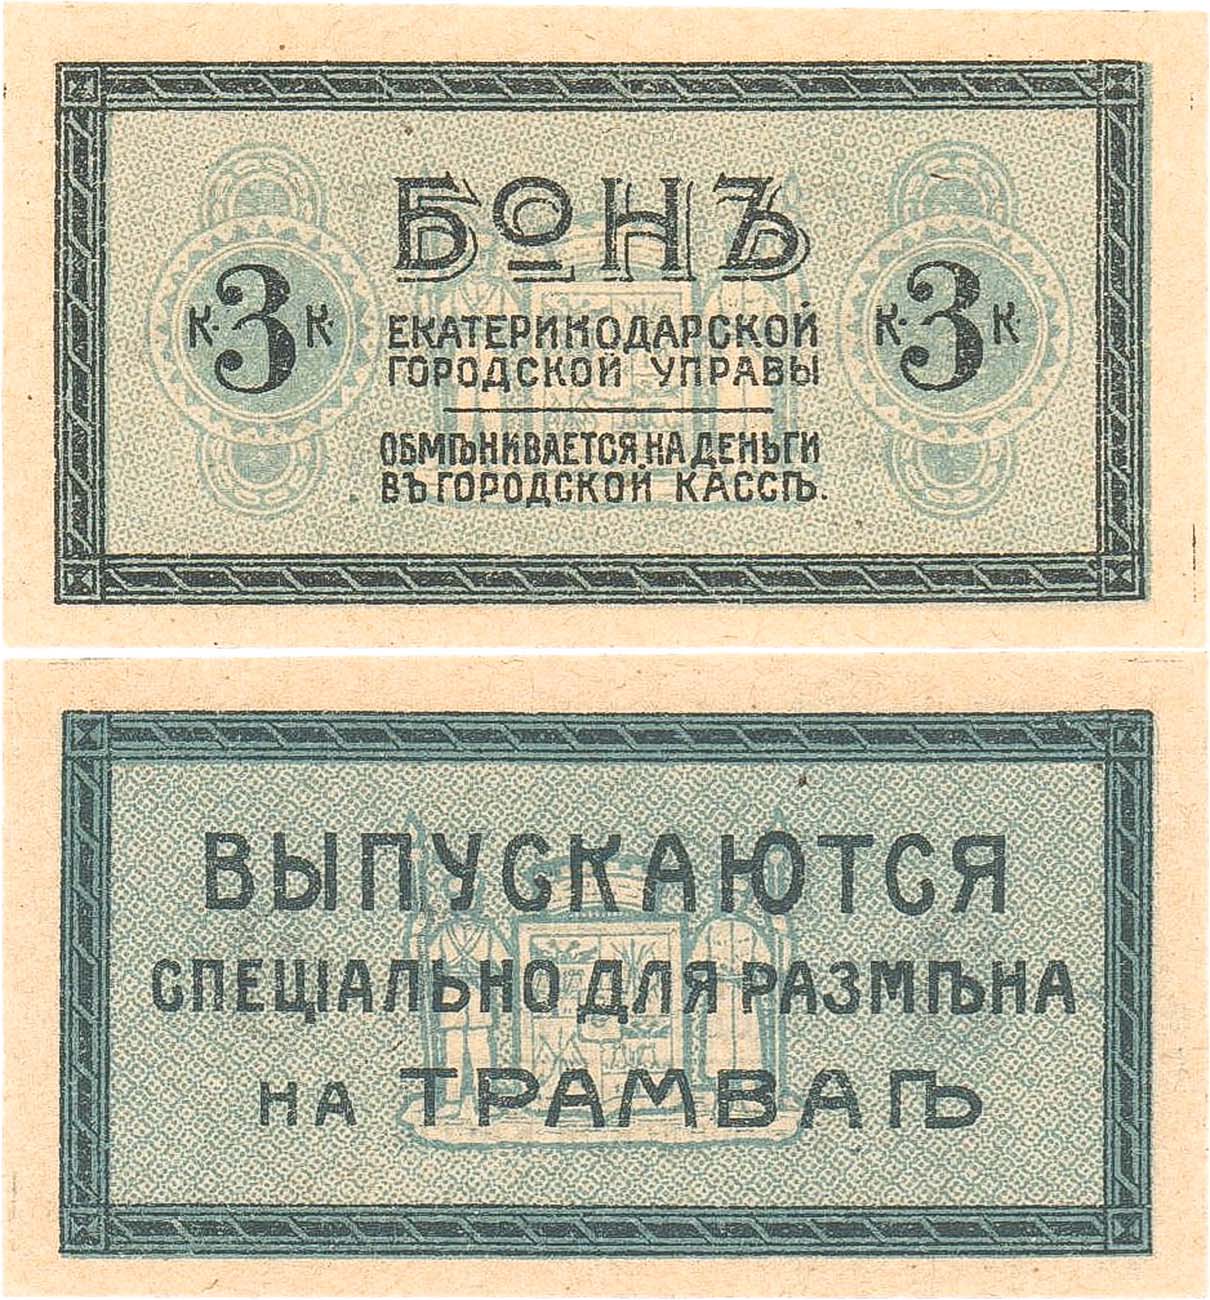 БОНЪ
К. 3 К.
ЕКАТЕРИНОДАРСКОЙ
ГОРОДСКОЙ УПРАВЫ
К. 3 К.
ОБМѢНИВАЕТСЯ НА ДЕНЬГИ
ВЪ ГОРОДСКОЙ КАССѢ.
ВЫПУСКАЮТСЯ
СПЕЦІАЛЬНО ДЛЯ РАЗМѢНА
НА ТРАМВАѢ